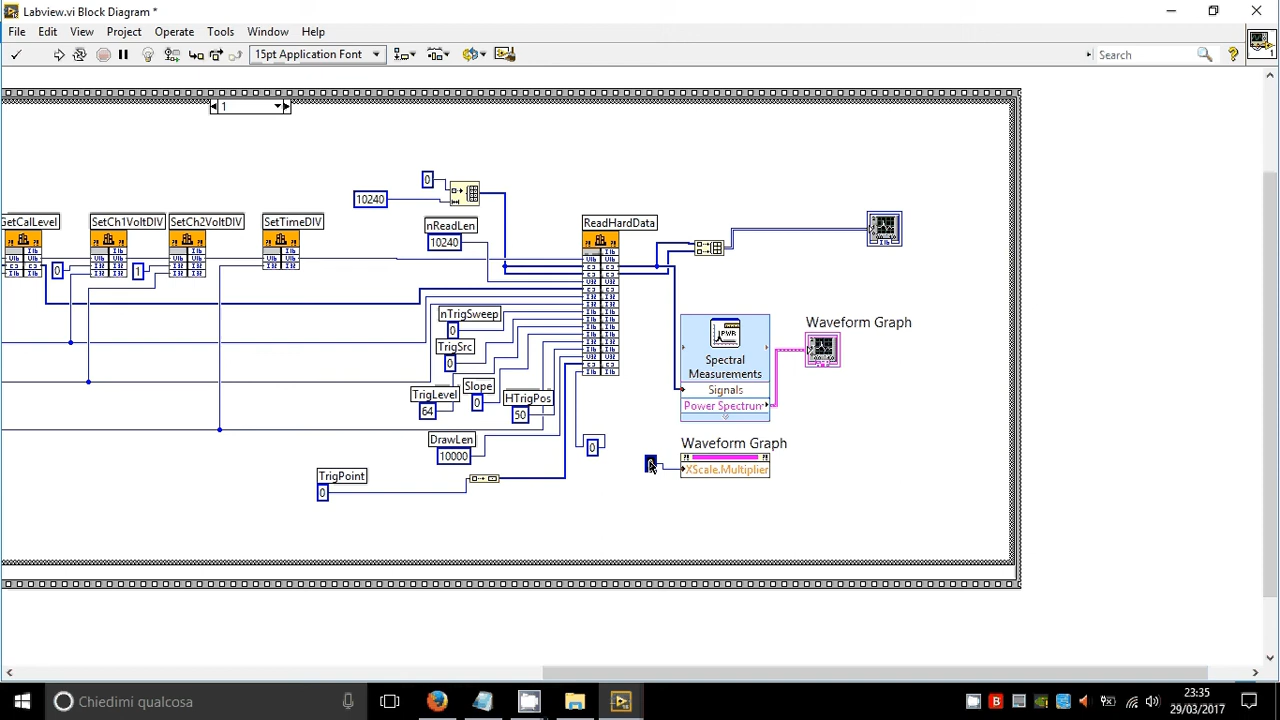 Labview.vi Block Diagram *
File Edit View Project Operate Tools Window Help
15pt Application Font
Search
1
0
10240
nReadLen
10240
GetCalLevel
SetCh1VoltDIV
SetCh2VoltDIV
SetTimeDIV
ReadHardData
0
1
nTrigSweep
0
TrigSrc
0
TrigLevel
64
Slope
0
HTrigPos
50
DrawLen
10000
TrigPoint
0
0
Spectral
Measurements
Signals
Power Spectrun
Waveform Graph
Waveform Graph
XScale.Multiplier
Chiedimi qualcosa
23:35
29/03/2017